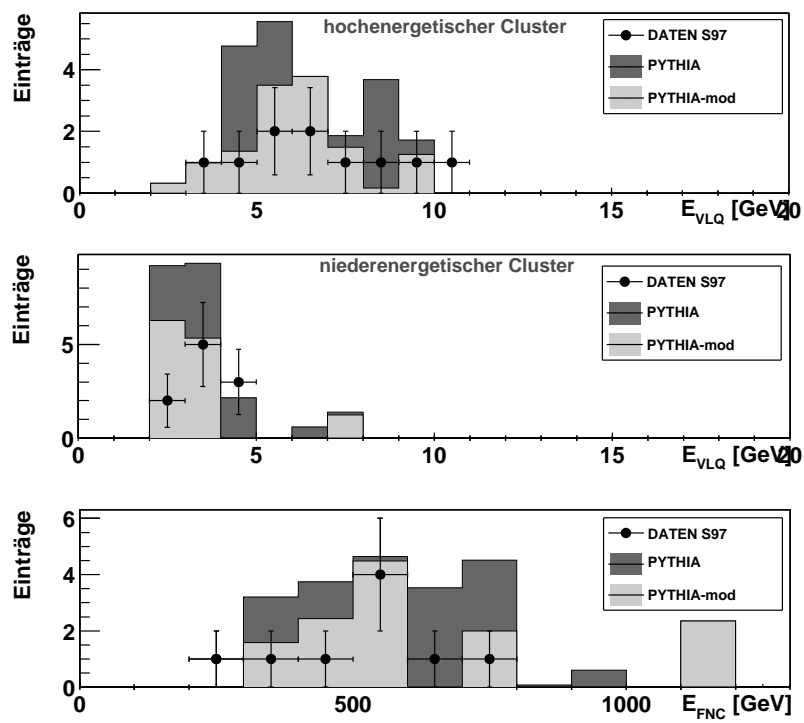 hochenergetischer Cluster
Einträge
DATEN S97
PYTHIA
PYTHIA-mod
4
2
0
0 5 10 20
E_VLQ [GeV]
niederenergetischer Cluster
Einträge
DATEN S97
PYTHIA
PYTHIA-mod
5
0
0 5 10 20
E_VLQ [GeV]
Einträge
DATEN S97
PYTHIA
PYTHIA-mod
6
4
2
0
0 500 1000
E_FNC [GeV]